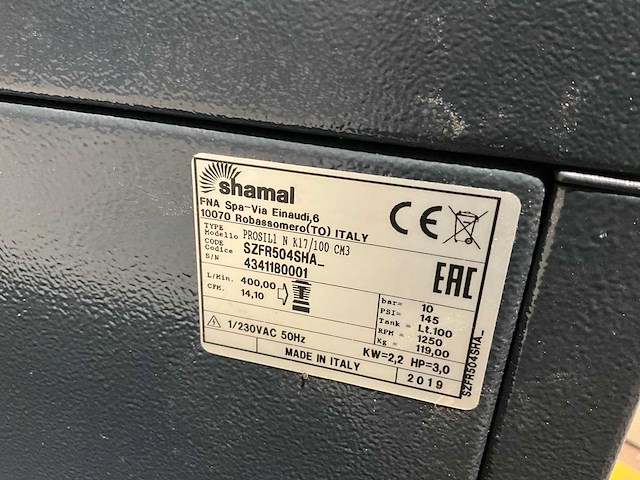 shamal
FNA Spa-Via Einaudi,6
10070 Robassomero(TO) ITALY
TYPE
Modello PROSIL1 N K17/100 CM3
CODE
Codice SZFR504SHA_
S/N 4341180001
L/Min. 400,00
CFM. 14,10
bar= 10
PSI= 145
Tank = Lt.100
RPM = 1250
Kg = 119,00
1/230VAC 50Hz
KW=2,2 HP=3,0
MADE IN ITALY
2019
CE
EAC
SZFR504SHA_